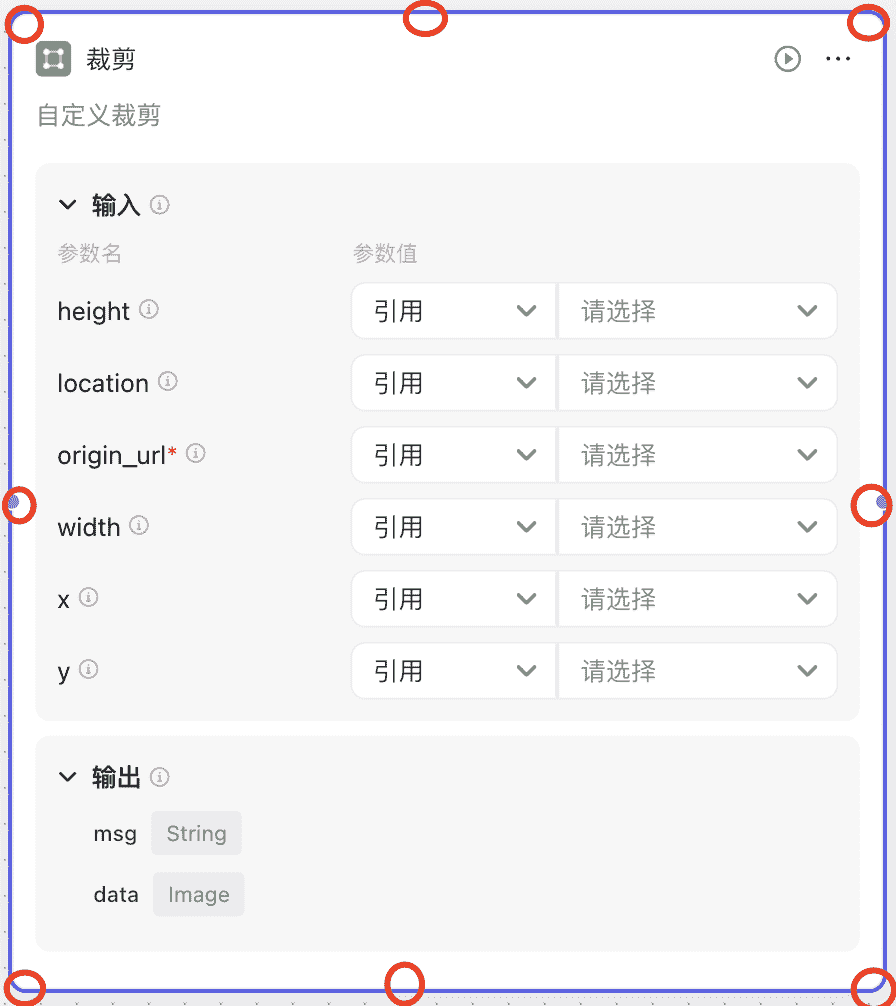 裁剪
自定义裁剪
输入
参数名 参数值
height 引用 请选择
location 引用 请选择
origin_url* 引用 请选择
width 引用 请选择
x 引用 请选择
y 引用 请选择
输出
msg String
data Image